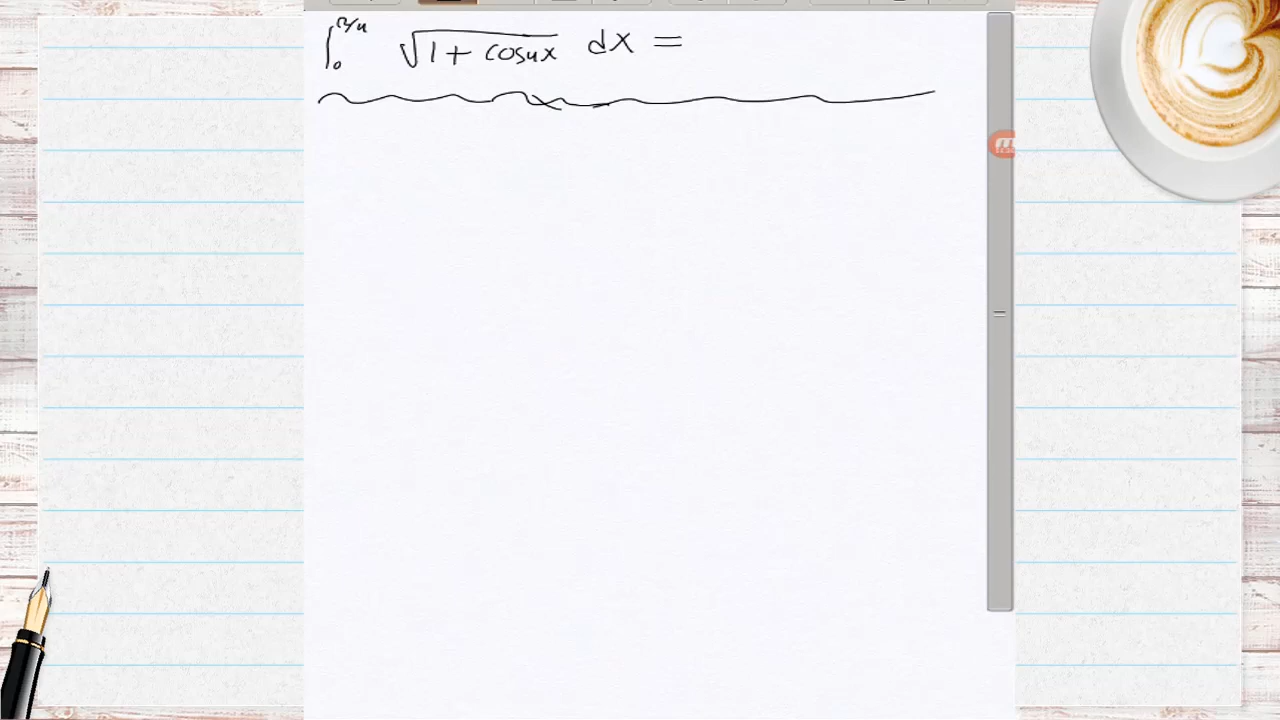 ∫₀^{π/4} √(1 + cos4x) dx =